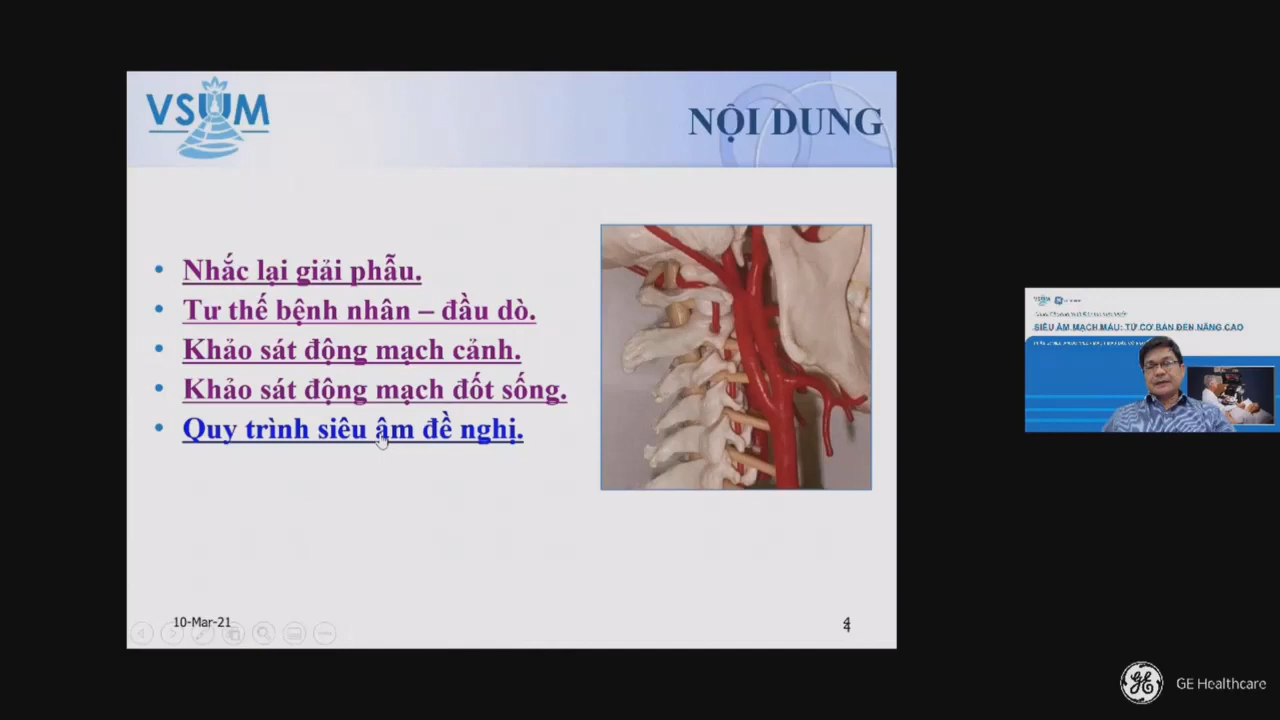 VSUM
NỘI DUNG
• Nhắc lại giải phẫu.
• Tư thế bệnh nhân – đầu dò.
• Khảo sát động mạch cảnh.
• Khảo sát động mạch đốt sống.
• Quy trình siêu âm đề nghị.
10-Mar-21
4
VSUM
SIÊU ÂM MẠCH MÁU: TỪ CƠ BẢN ĐẾN NÂNG CAO
GE Healthcare